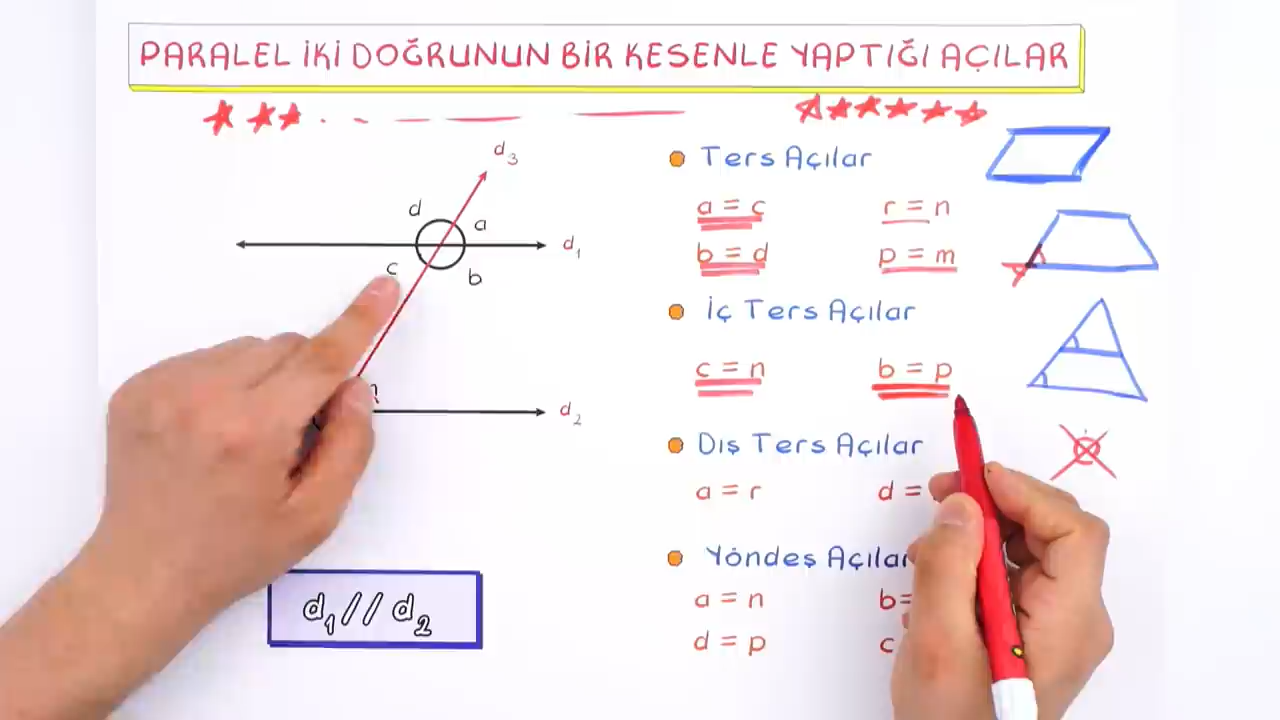 PARALEL İKİ DOĞRUNUN BİR KESENLE YAPTIĞI AÇILAR
d3
d
a
d1
c
b
n
d2
d1 // d2
Ters Açılar
a = c
r = n
b = d
p = m
İç Ters Açılar
c = n
b = p
Dış Ters Açılar
a = r
d =
Yöndeş Açılar
a = n
b=
d = p
c